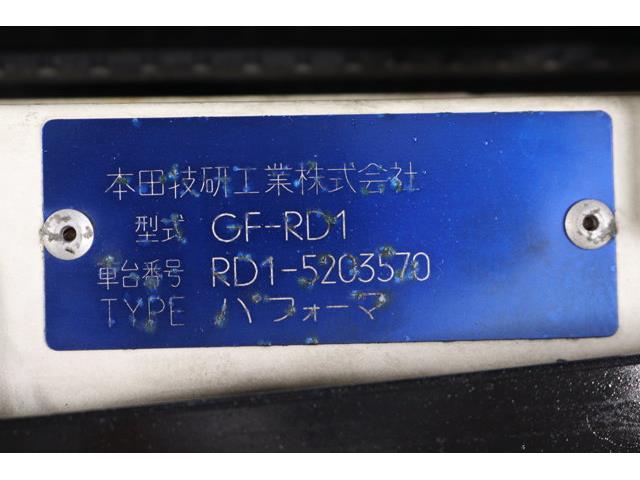 本田技研工業株式会社
型式 GF-RD1
車台番号 RD1-5203570
TYPE パフォーマ